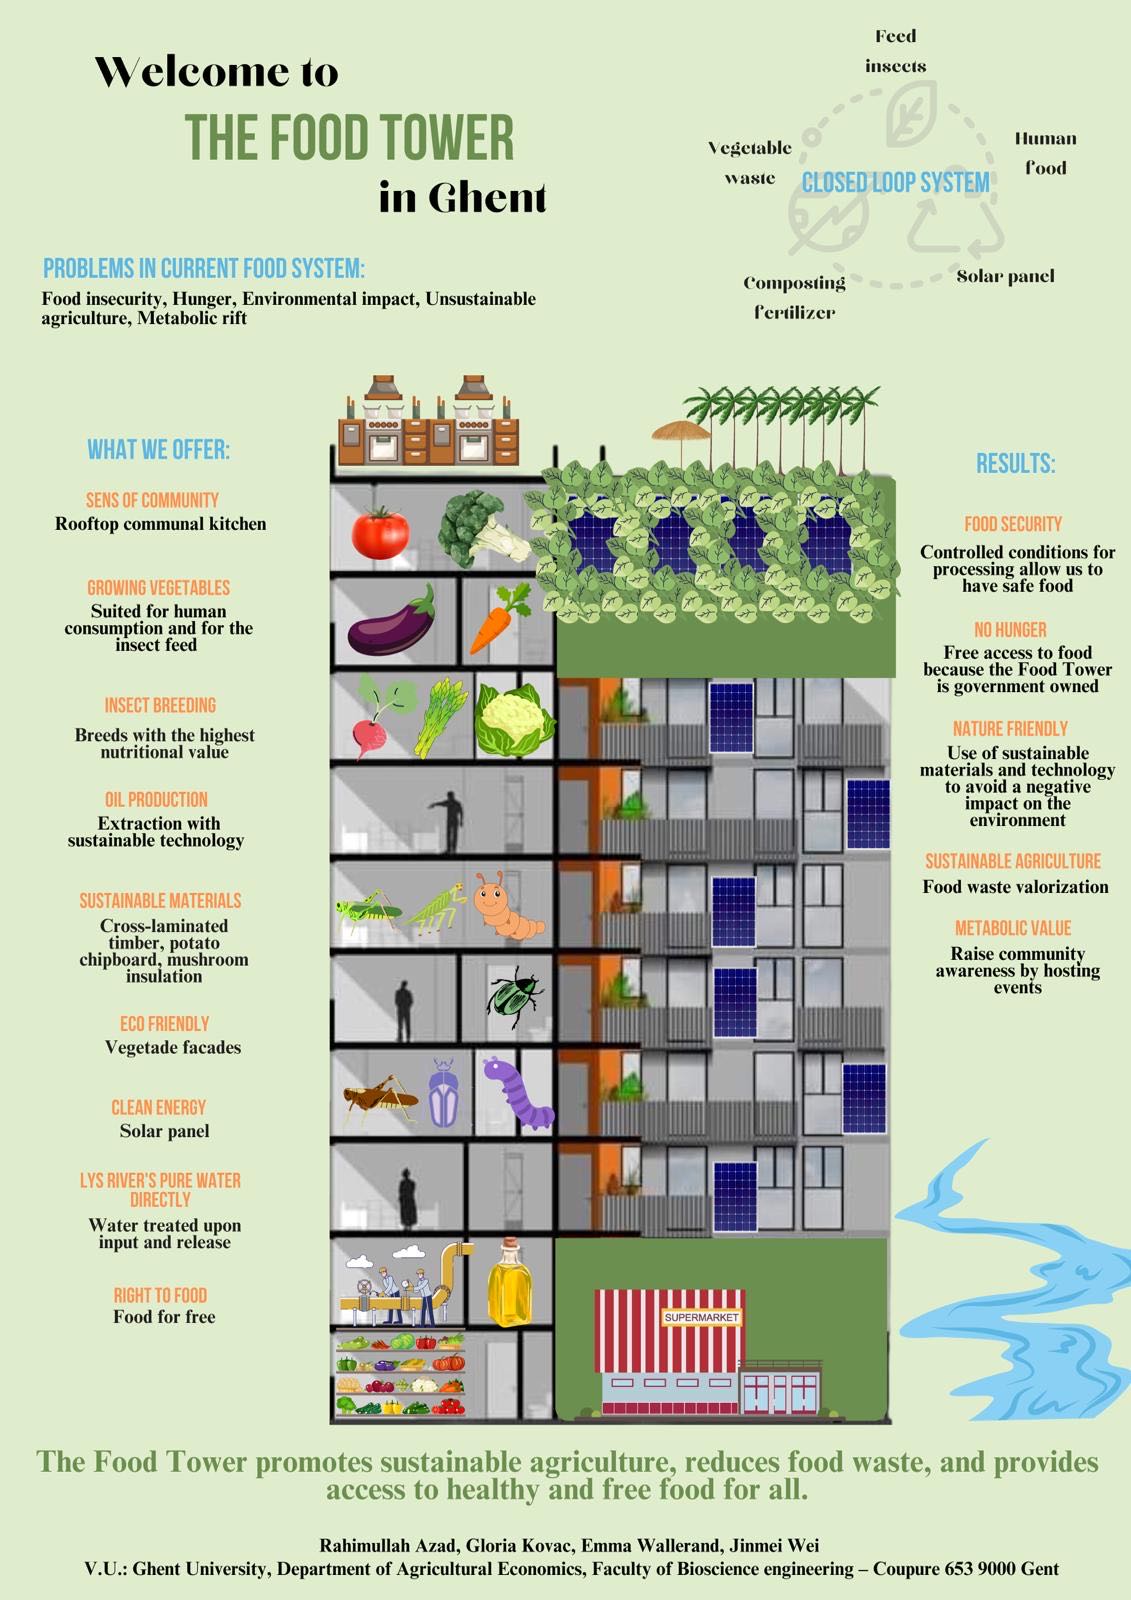 Welcome to
THE FOOD TOWER
in Ghent
Feed
insects
Human
food
Solar panel
Composting
fertilizer
Vegetable
waste
CLOSED LOOP SYSTEM
PROBLEMS IN CURRENT FOOD SYSTEM:
Food insecurity, Hunger, Environmental impact, Unsustainable
agriculture, Metabolic rift
WHAT WE OFFER:
SENS OF COMMUNITY
Rooftop communal kitchen
GROWING VEGETABLES
Suited for human
consumption and for the
insect feed
INSECT BREEDING
Breeds with the highest
nutritional value
OIL PRODUCTION
Extraction with
sustainable technology
SUSTAINABLE MATERIALS
Cross-laminated
timber, potato
chipboard, mushroom
insulation
ECO FRIENDLY
Vegetade facades
CLEAN ENERGY
Solar panel
LYS RIVER'S PURE WATER
DIRECTLY
Water treated upon
input and release
RIGHT TO FOOD
Food for free
SUPERMARKET
RESULTS:
FOOD SECURITY
Controlled conditions for
processing allow us to
have safe food
NO HUNGER
Free access to food
because the Food Tower
is government owned
NATURE FRIENDLY
Use of sustainable
materials and technology
to avoid a negative
impact on the
environment
SUSTAINABLE AGRICULTURE
Food waste valorization
METABOLIC VALUE
Raise community
awareness by hosting
events
The Food Tower promotes sustainable agriculture, reduces food waste, and provides
access to healthy and free food for all.
Rahimullah Azad, Gloria Kovac, Emma Wallerand, Jinmei Wei
V.U.: Ghent University, Department of Agricultural Economics, Faculty of Bioscience engineering – Coupure 653 9000 Gent